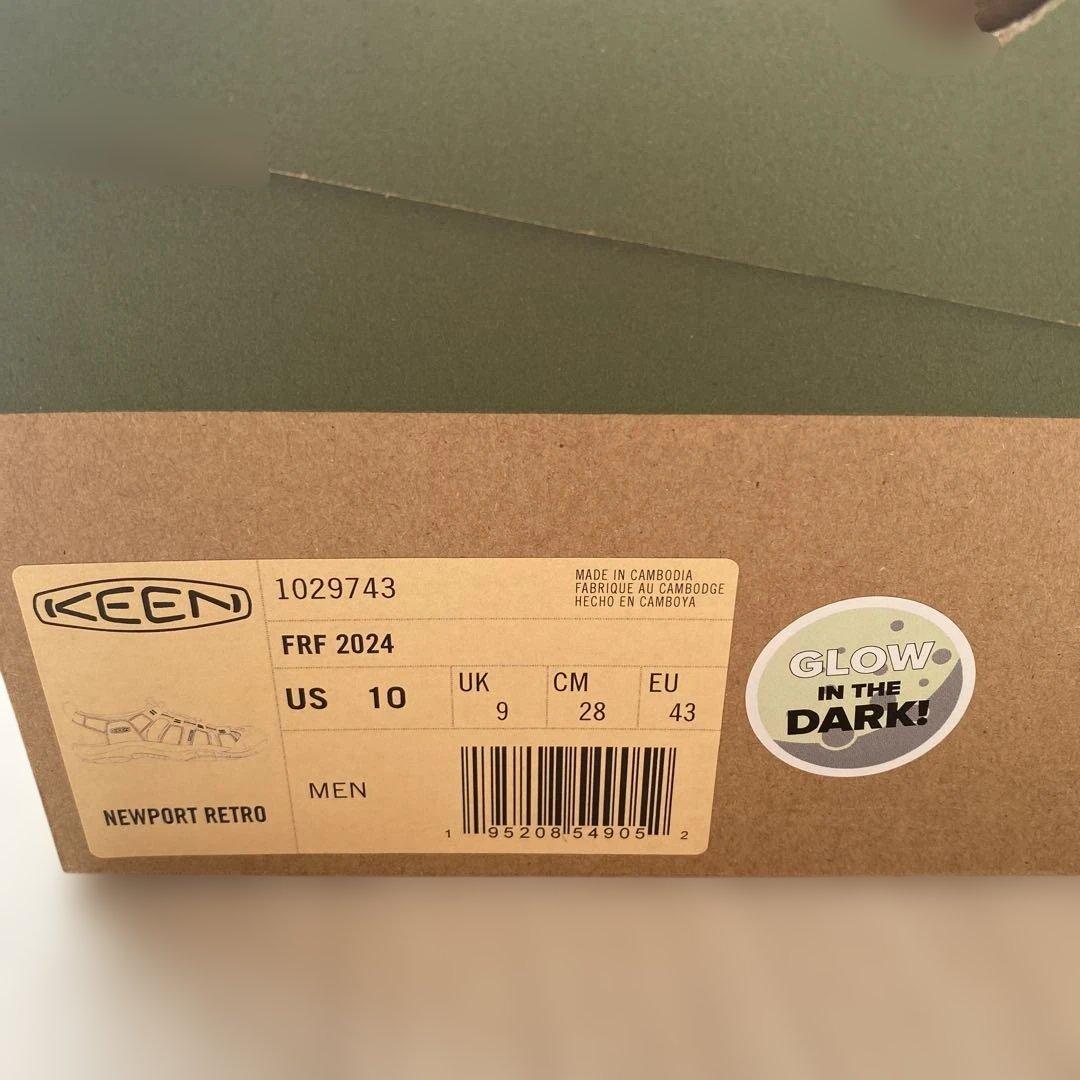 KEEN
1029743
MADE IN CAMBODIA
FABRIQUE AU CAMBODGE
HECHO EN CAMBOYA
FRF 2024
US 10
UK 9
CM 28
EU 43
KEEN
NEWPORT RETRO
MEN
1 95208 54905 2
GLOW
IN THE
DARK!